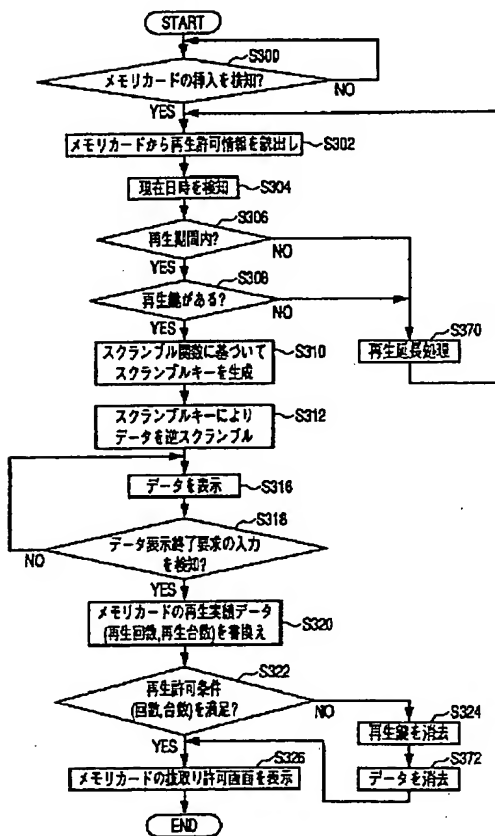 START
S300
メモリカードの挿入を検知?
NO
YES
メモリカードから再生許可情報を読出し
S302
現在日時を検知
S304
S306
再生期間内?
NO
YES
S308
再生鍵がある?
NO
YES
S310
スクランブル関数に基づいて
スクランブルキーを生成
S370
再生延長処理
S312
スクランブルキーにより
データを逆スクランブル
データを表示
S316
S318
データ表示終了要求の入力
を検知?
NO
YES
メモリカードの再生実績データ
(再生回数,再生台数)を書換え
S320
S322
再生許可条件
(回数,台数)を満足?
NO
YES
S324
再生鍵を消去
S326
S372
メモリカードの抜取り許可画面を表示
データを消去
END